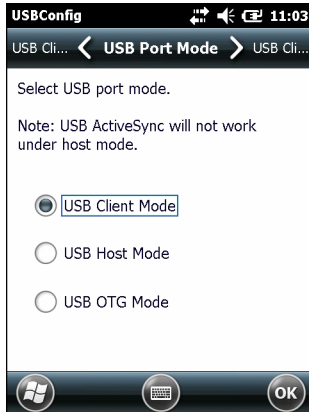 USBConfig 11:03
USB Cli... USB Port Mode USB Cli...
Select USB port mode.
Note: USB ActiveSync will not work
under host mode.
USB Client Mode
USB Host Mode
USB OTG Mode
OK